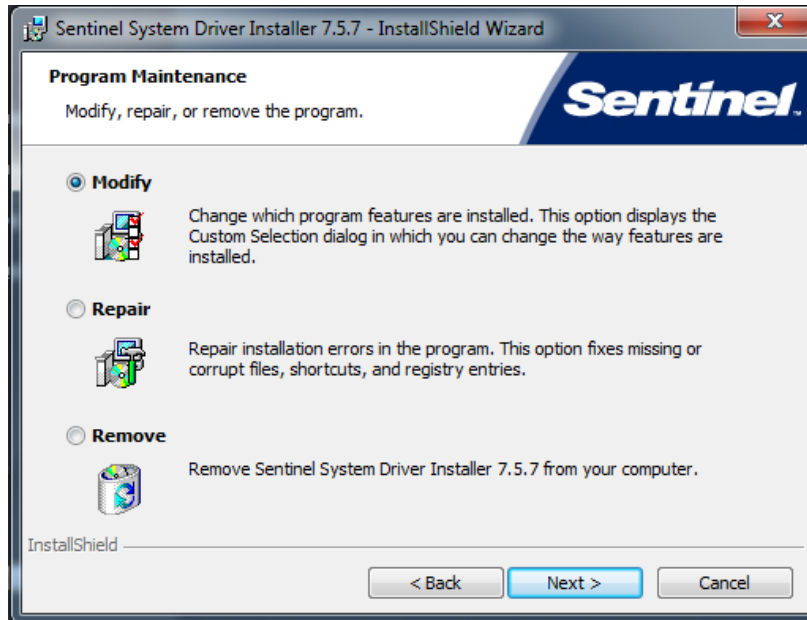 Sentinel System Driver Installer 7.5.7 - InstallShield Wizard
Program Maintenance
Modify, repair, or remove the program.
Sentinel™
Modify
Change which program features are installed. This option displays the
Custom Selection dialog in which you can change the way features are
installed.
Repair
Repair installation errors in the program. This option fixes missing or
corrupt files, shortcuts, and registry entries.
Remove
Remove Sentinel System Driver Installer 7.5.7 from your computer.
InstallShield
< Back
Next >
Cancel